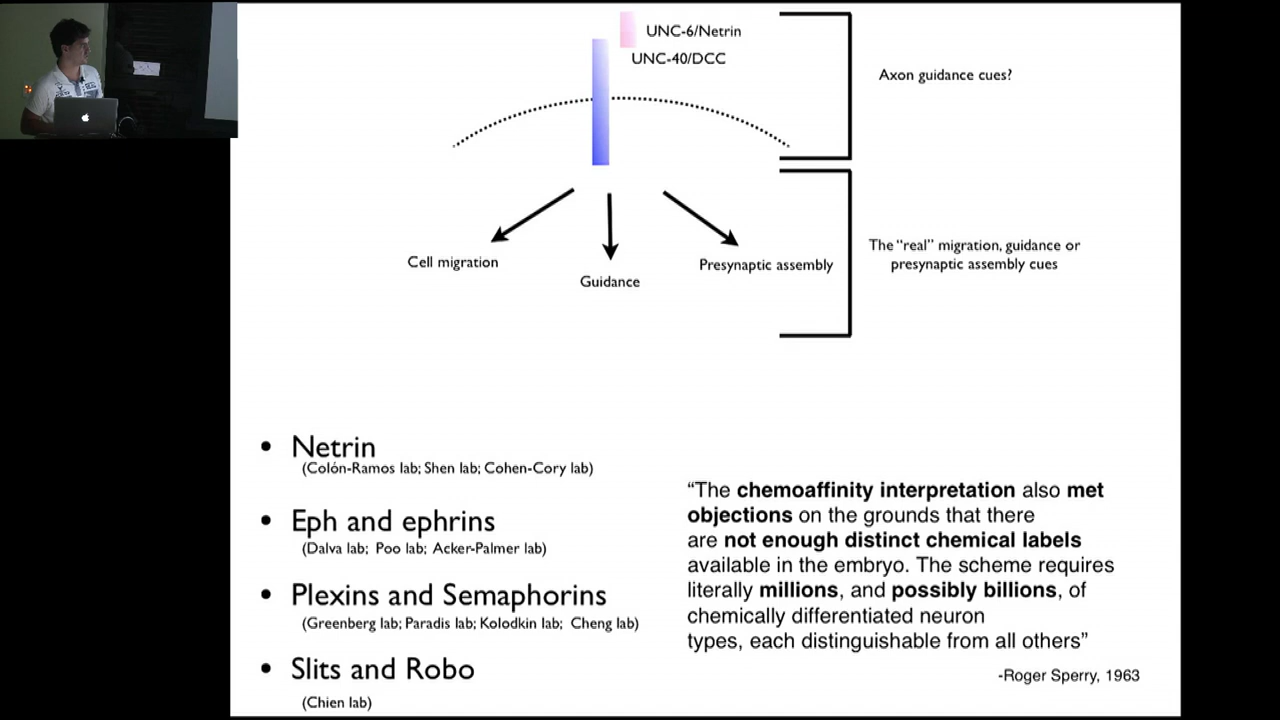 UNC-6/Netrin
UNC-40/DCC
Axon guidance cues?
Cell migration
Guidance
Presynaptic assembly
The “real” migration, guidance or
presynaptic assembly cues
• Netrin
(Colón-Ramos lab; Shen lab; Cohen-Cory lab)
• Eph and ephrins
(Dalva lab; Poo lab; Acker-Palmer lab)
• Plexins and Semaphorins
(Greenberg lab; Paradis lab; Kolodkin lab; Cheng lab)
• Slits and Robo
(Chien lab)
“The chemoaffinity interpretation also met
objections on the grounds that there
are not enough distinct chemical labels
available in the embryo. The scheme requires
literally millions, and possibly billions, of
chemically differentiated neuron
types, each distinguishable from all others”
-Roger Sperry, 1963